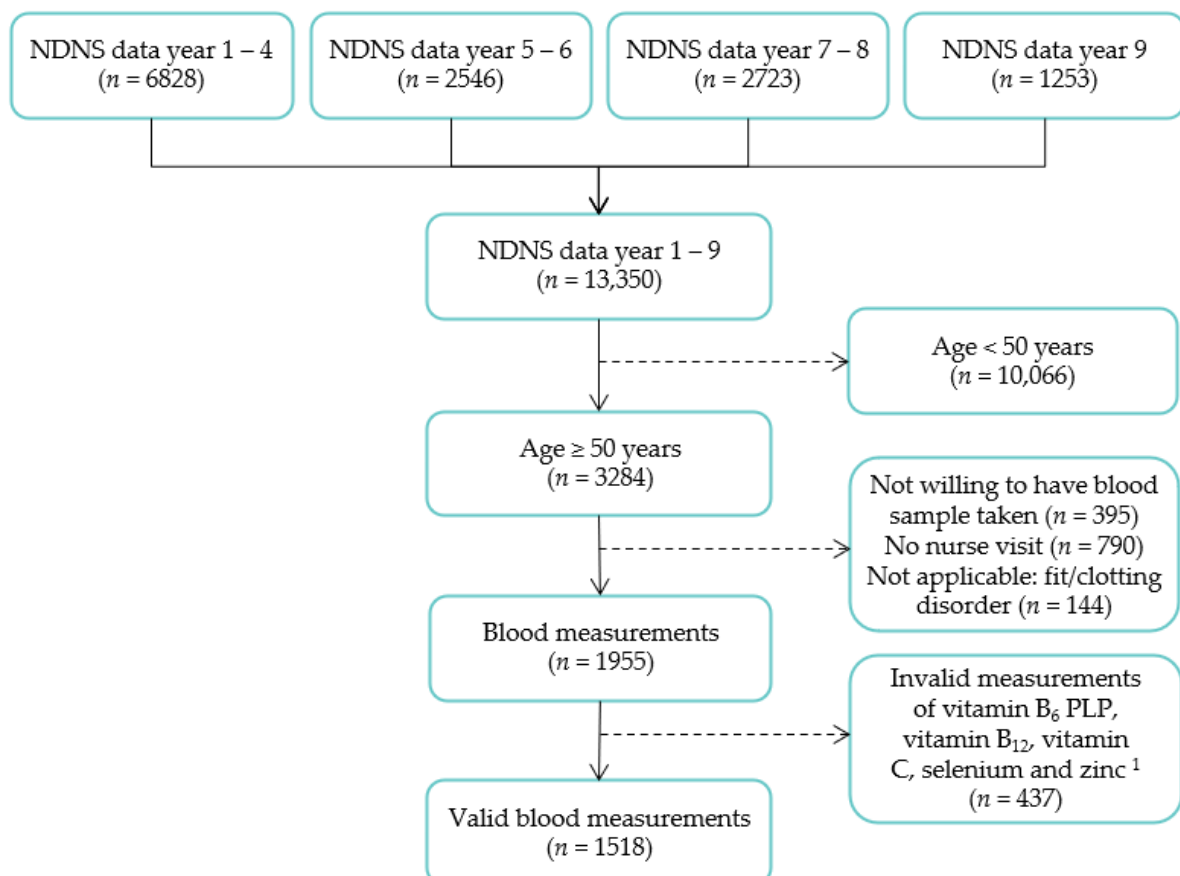 NDNS data year 1 – 4
(n = 6828)
NDNS data year 5 – 6
(n = 2546)
NDNS data year 7 – 8
(n = 2723)
NDNS data year 9
(n = 1253)
NDNS data year 1 – 9
(n = 13,350)
Age < 50 years
(n = 10,066)
Age ≥ 50 years
(n = 3284)
Not willing to have blood
sample taken (n = 395)
No nurse visit (n = 790)
Not applicable: fit/clotting
disorder (n = 144)
Blood measurements
(n = 1955)
Invalid measurements
of vitamin B₆ PLP,
vitamin B₁₂, vitamin
C, selenium and zinc ¹
(n = 437)
Valid blood measurements
(n = 1518)